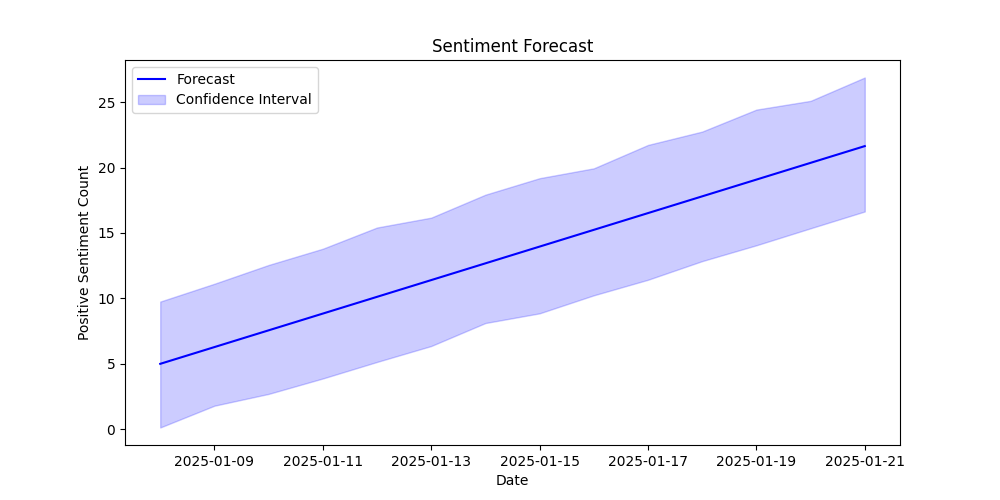 Sentiment Forecast
Forecast
Confidence Interval
Positive Sentiment Count
25
20
15
10
5
0
2025-01-09 2025-01-11 2025-01-13 2025-01-15 2025-01-17 2025-01-19 2025-01-21
Date